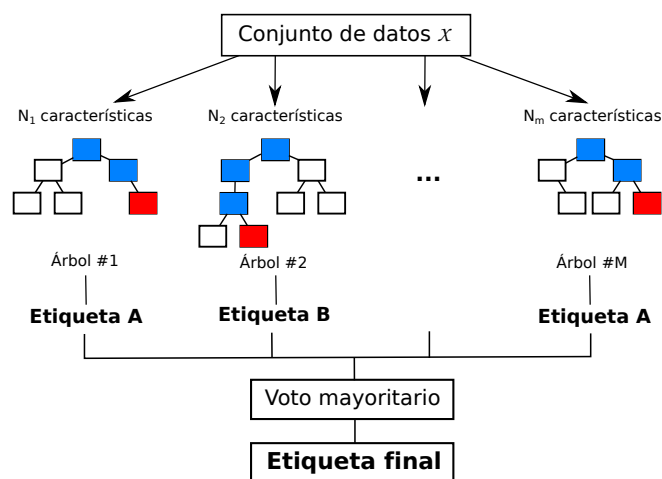 Conjunto de datos x
N₁ características
N₂ características
Nₘ características
...
Árbol #1
Árbol #2
Árbol #M
Etiqueta A
Etiqueta B
Etiqueta A
Voto mayoritario
Etiqueta final